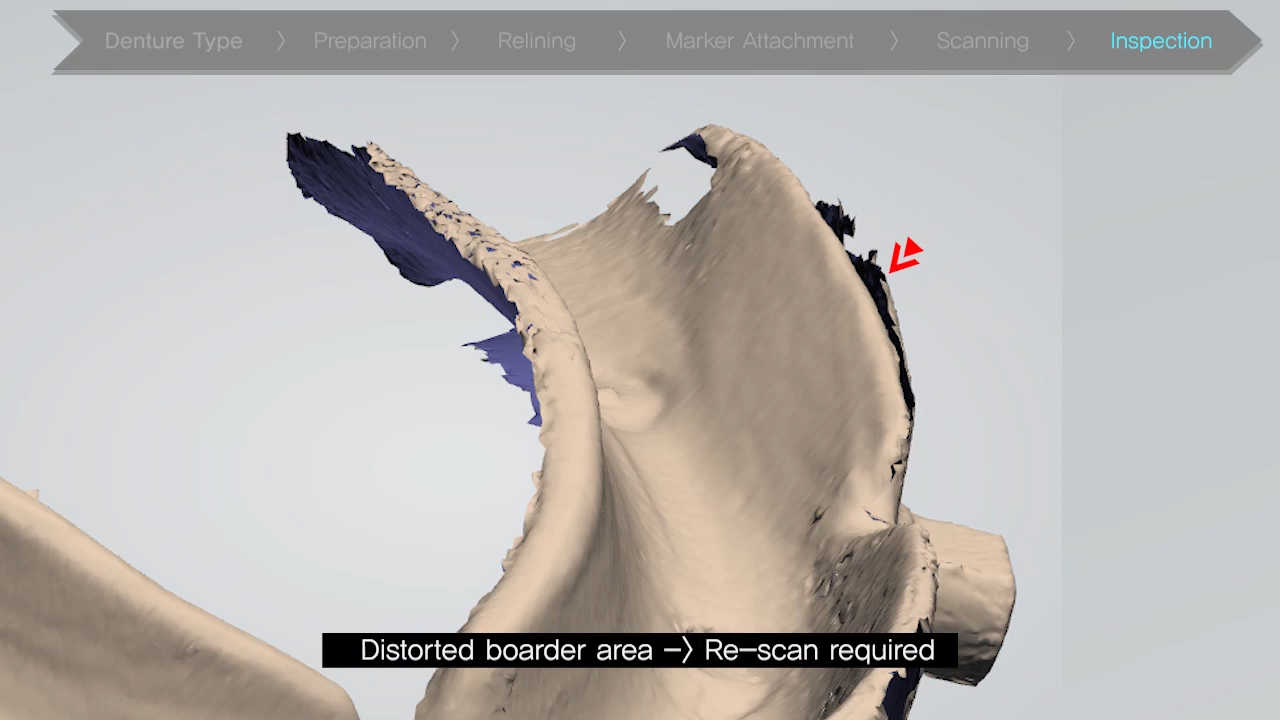 Denture Type 〉 Preparation 〉 Relining 〉 Marker Attachment 〉 Scanning 〉 Inspection
Distorted boarder area –〉 Re–scan required